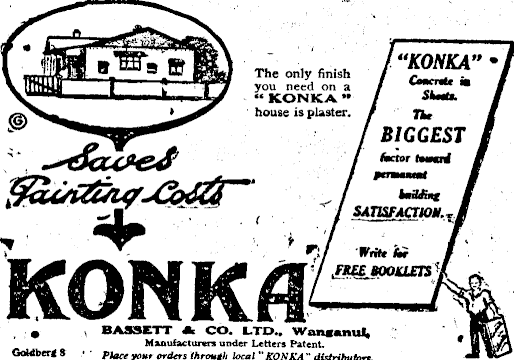 The only finish
you need on a
"KONKA"
house is plaster.
"KONKA"
Concrete in
Sheets.
The
BIGGEST
factor toward
permanent
building
SATISFACTION.
Write for
FREE BOOKLETS
G
Saves
Painting Costs
KONKA
BASSETT & CO. LTD., Wanganui,
Manufacturers under Letters Patent.
Goldberg 8
Place your orders through local "KONKA" distributors.